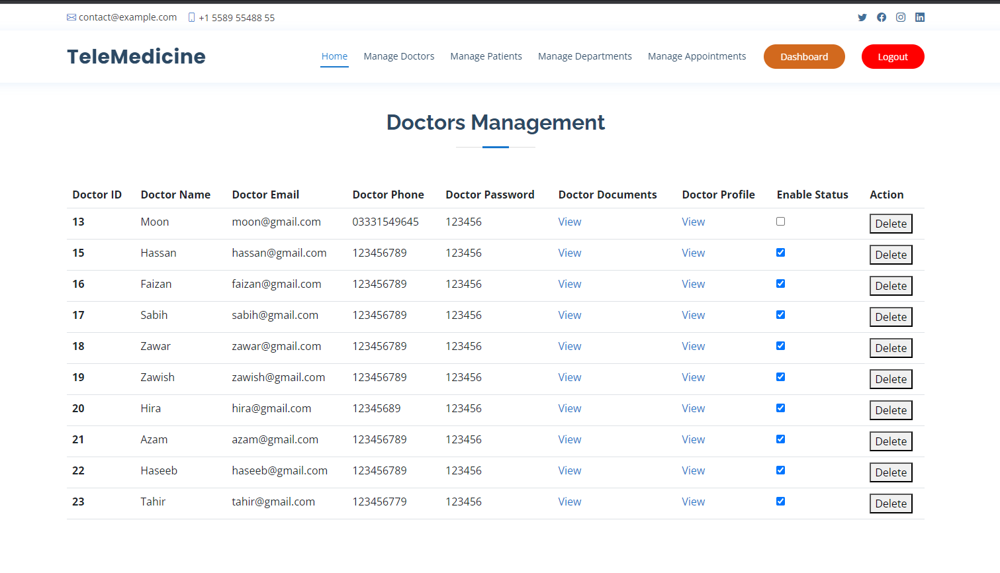 contact@example.com +1 5589 55488 55
TeleMedicine Home Manage Doctors Manage Patients Manage Departments Manage Appointments Dashboard Logout
Doctors Management
Doctor ID Doctor Name Doctor Email Doctor Phone Doctor Password Doctor Documents Doctor Profile Enable Status Action
13 Moon moon@gmail.com 03331549645 123456 View View Delete
15 Hassan hassan@gmail.com 123456789 123456 View View Delete
16 Faizan faizan@gmail.com 123456789 123456 View View Delete
17 Sabih sabih@gmail.com 123456789 123456 View View Delete
18 Zawar zawar@gmail.com 123456789 123456 View View Delete
19 Zawish zawish@gmail.com 123456789 123456 View View Delete
20 Hira hira@gmail.com 12345689 123456 View View Delete
21 Azam azam@gmail.com 123456789 123456 View View Delete
22 Haseeb haseeb@gmail.com 123456789 123456 View View Delete
23 Tahir tahir@gmail.com 123456779 123456 View View Delete